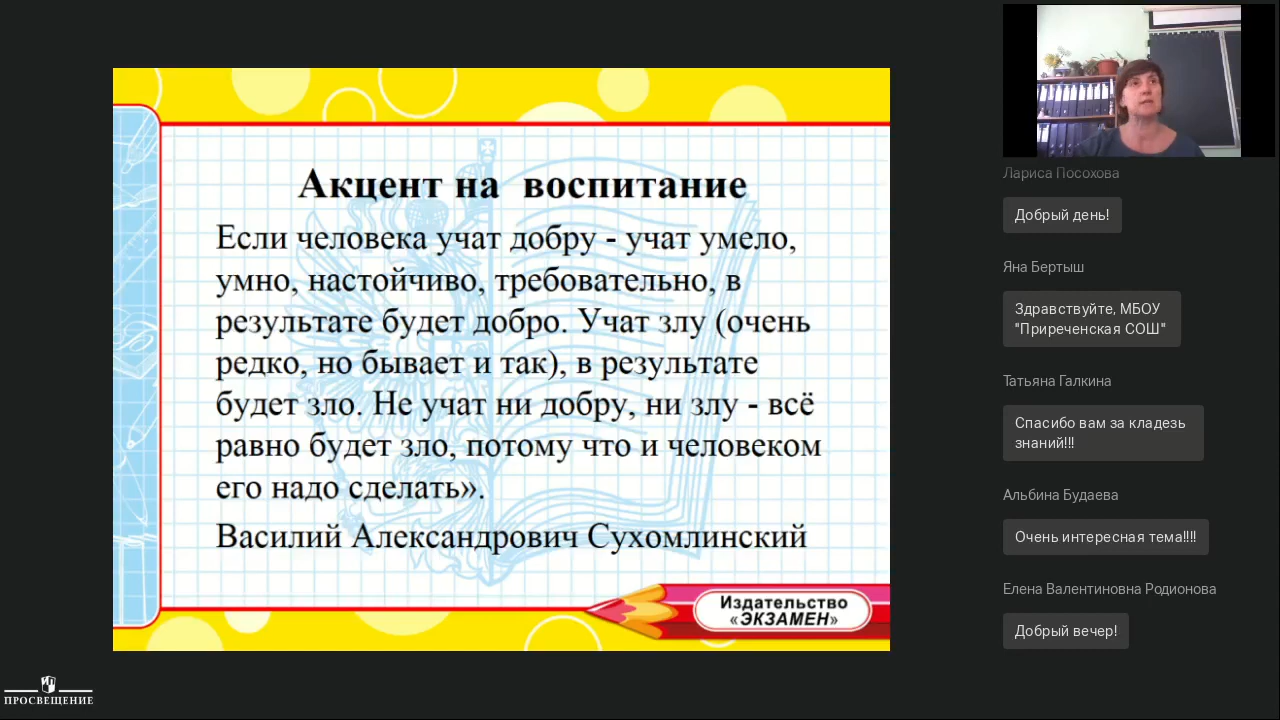 Акцент на воспитание
Если человека учат добру - учат умело,
умно, настойчиво, требовательно, в
результате будет добро. Учат злу (очень
редко, но бывает и так), в результате
будет зло. Не учат ни добру, ни злу - всё
равно будет зло, потому что и человеком
его надо сделать».
Василий Александрович Сухомлинский
Издательство
«ЭКЗАМЕН»
ПРОСВЕЩЕНИЕ
Лариса Посохова
Добрый день!
Яна Бертыш
Здравствуйте, МБОУ
"Приреченская СОШ"
Татьяна Галкина
Спасибо вам за кладезь
знаний!!!
Альбина Будаева
Очень интересная тема!!!!
Елена Валентиновна Родионова
Добрый вечер!